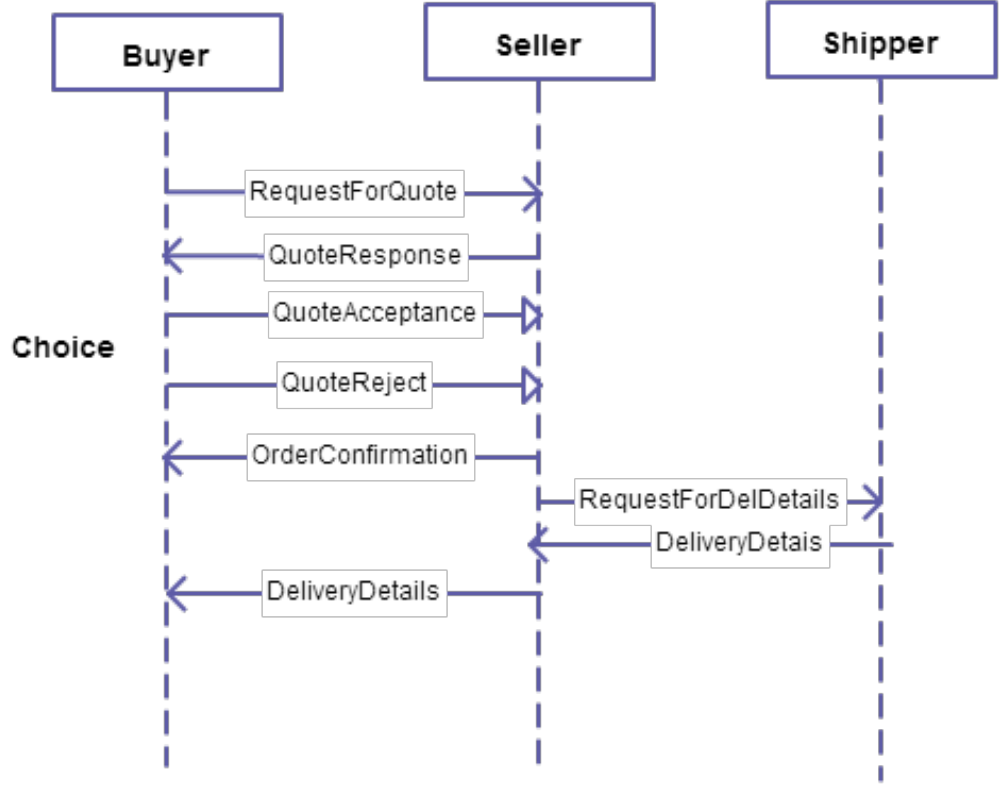 Buyer
Seller
Shipper
RequestForQuote
QuoteResponse
QuoteAcceptance
Choice
QuoteReject
OrderConfirmation
RequestForDelDetails
DeliveryDetais
DeliveryDetails